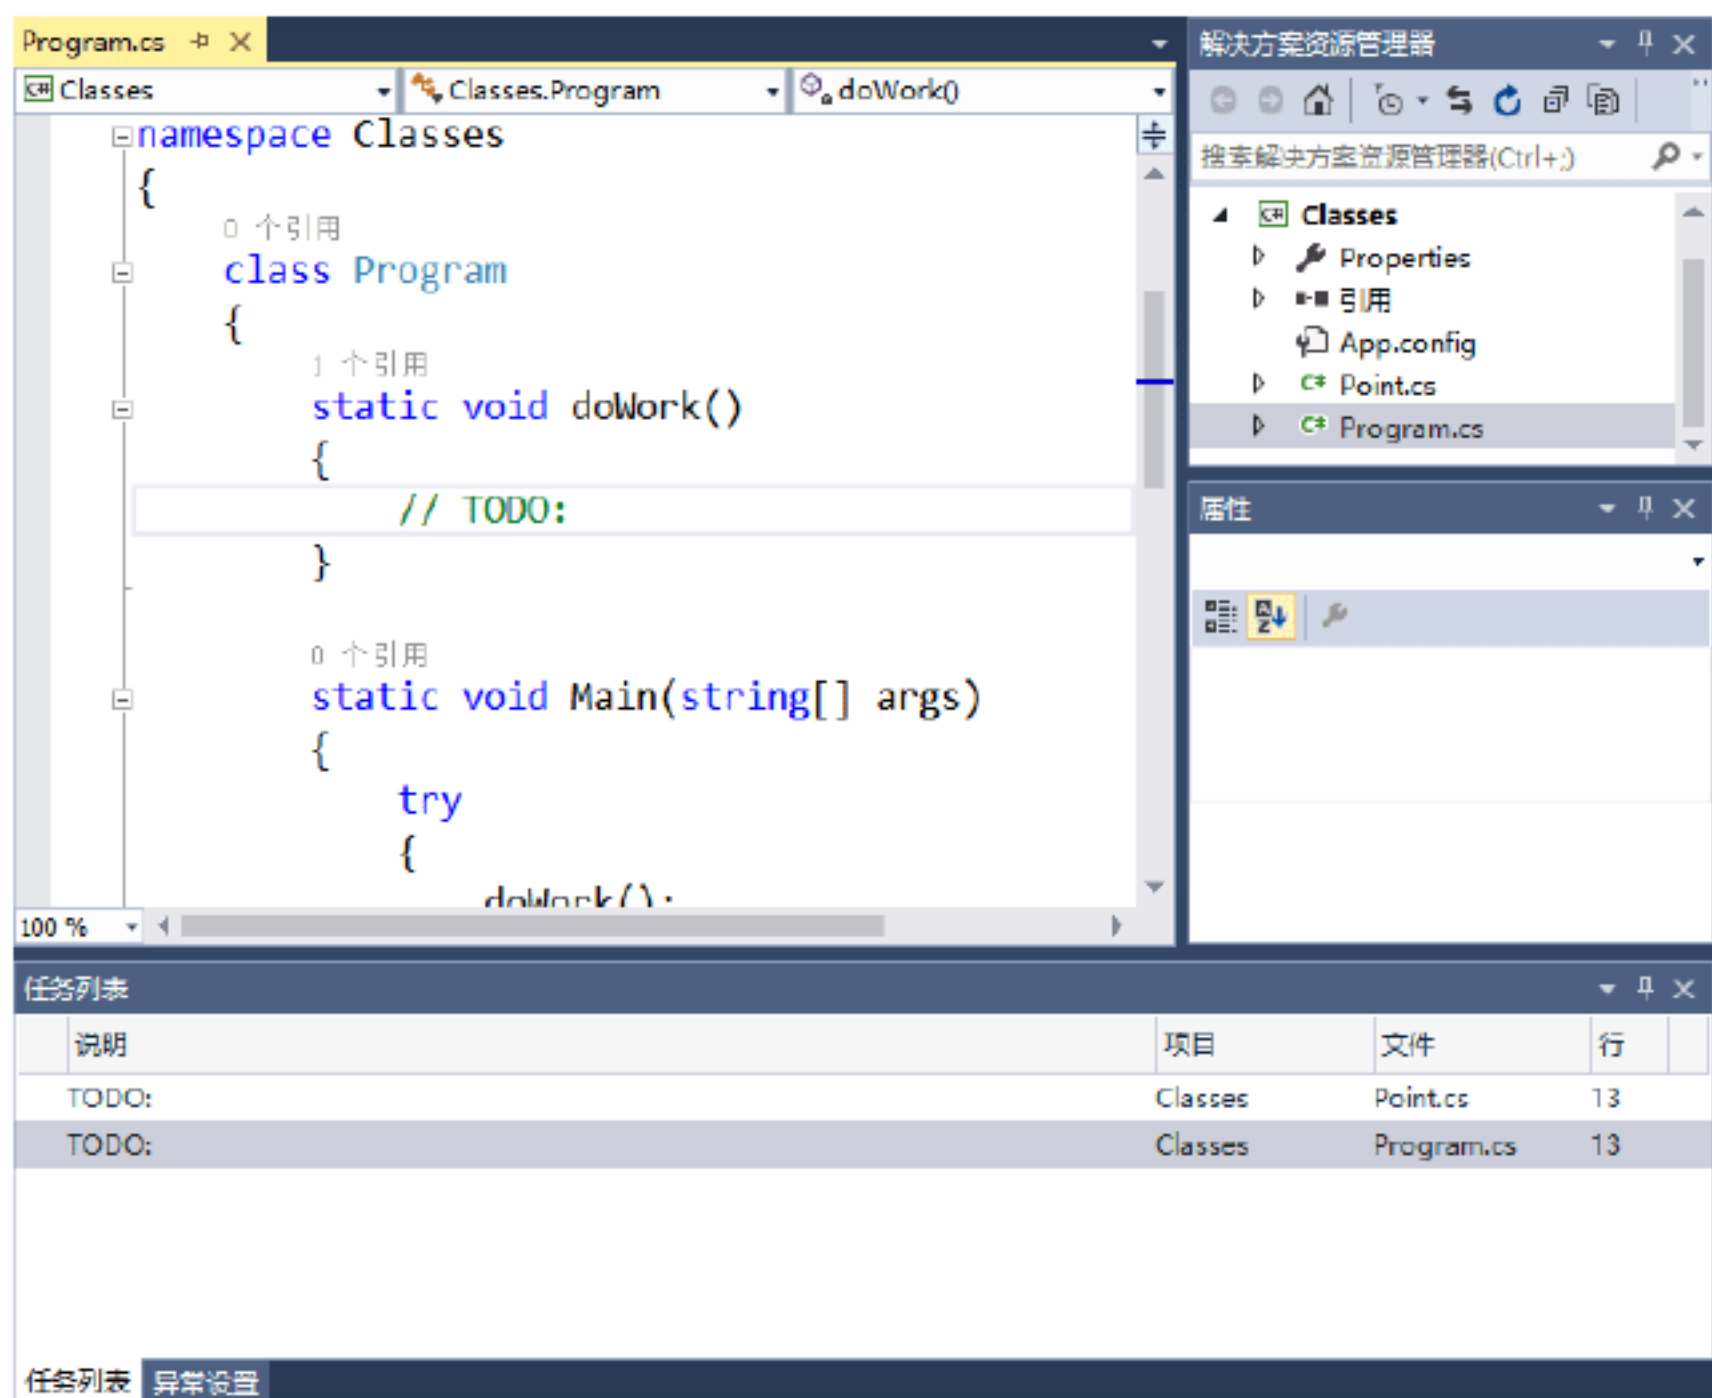 Program.cs
Classes
Classes.Program
doWork()
namespace Classes
{
0 个引用
class Program
{
1 个引用
static void doWork()
{
// TODO:
}
0 个引用
static void Main(string[] args)
{
try
{
doWork();
100 %
解决方案资源管理器
搜索解决方案资源管理器(Ctrl+;)
Classes
Properties
引用
App.config
Point.cs
Program.cs
属性
任务列表
说明 项目 文件 行
TODO: Classes Point.cs 13
TODO: Classes Program.cs 13
任务列表 异常设置